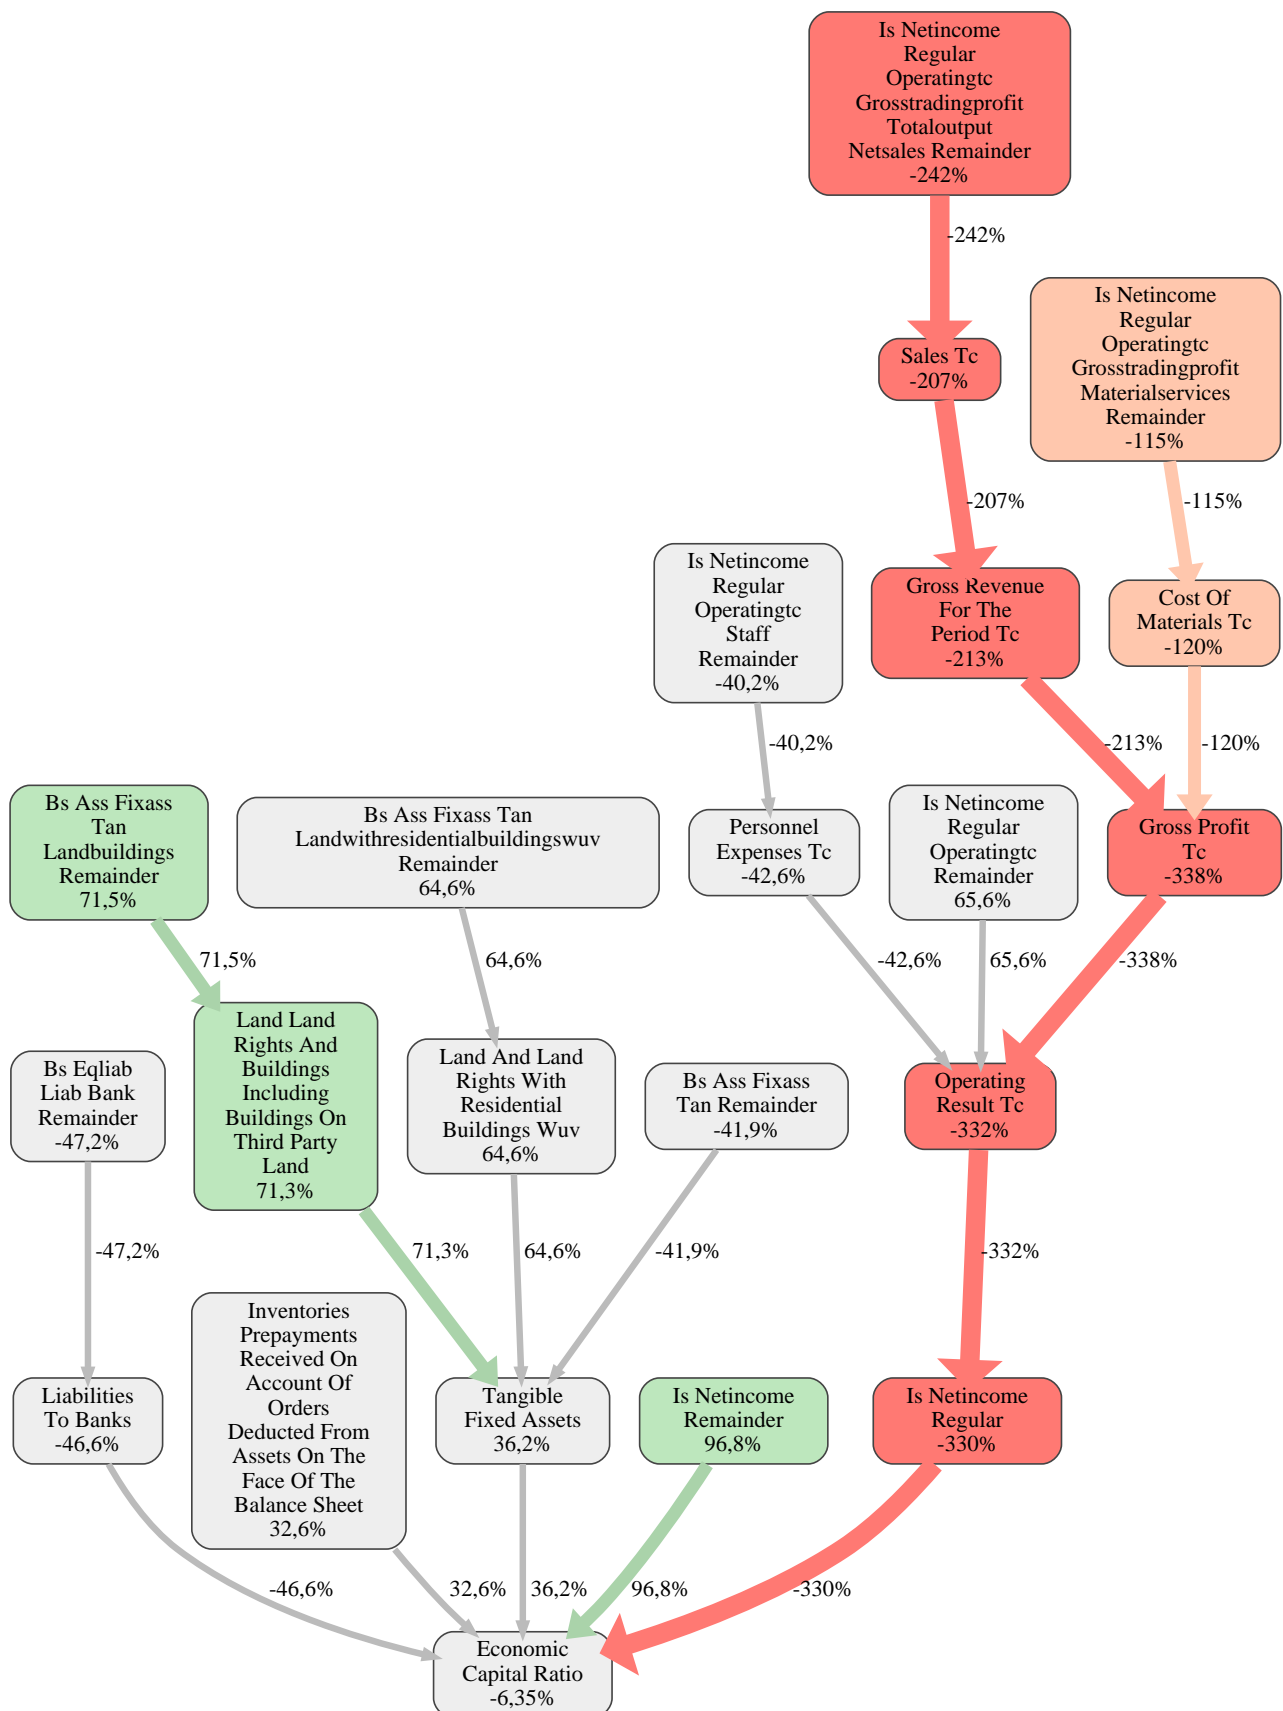 Is Netincome
Regular
Operatingtc
Grosstradingprofit
Totaloutput
Netsales Remainder
-242%
-242%
Is Netincome
Regular
Operatingtc
Grosstradingprofit
Materialservices
Remainder
-115%
Sales Tc
-207%
-207%
-115%
Is Netincome
Regular
Operatingtc
Staff
Remainder
-40,2%
Gross Revenue
For The
Period Tc
-213%
Cost Of
Materials Tc
-120%
-40,2%
-213%
-120%
Bs Ass Fixass
Tan
Landbuildings
Remainder
71,5%
Bs Ass Fixass Tan
Landwithresidentialbuildingswuv
Remainder
64,6%
Personnel
Expenses Tc
-42,6%
Is Netincome
Regular
Operatingtc
Remainder
65,6%
Gross Profit
Tc
-338%
71,5%
64,6%
-42,6%
65,6%
-338%
Bs Eqliab
Liab Bank
Remainder
-47,2%
Land Land
Rights And
Buildings
Including
Buildings On
Third Party
Land
71,3%
Land And Land
Rights With
Residential
Buildings Wuv
64,6%
Bs Ass Fixass
Tan Remainder
-41,9%
Operating
Result Tc
-332%
-47,2%
71,3%
64,6%
-41,9%
-332%
Liabilities
To Banks
-46,6%
Inventories
Prepayments
Received On
Account Of
Orders
Deducted From
Assets On The
Face Of The
Balance Sheet
32,6%
Tangible
Fixed Assets
36,2%
Is Netincome
Remainder
96,8%
Is Netincome
Regular
-330%
-46,6%
32,6%
36,2%
96,8%
-330%
Economic
Capital Ratio
-6,35%